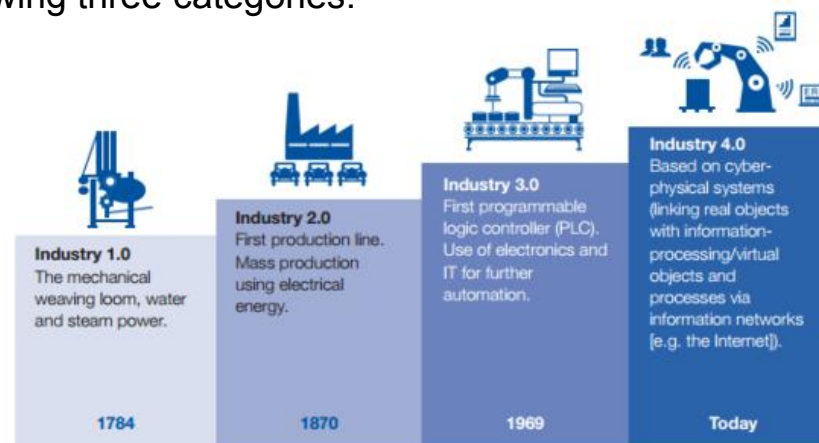 wing three categories:
Industry 1.0
The mechanical
weaving loom, water
and steam power.
1784
Industry 2.0
First production line.
Mass production
using electrical
energy.
1870
Industry 3.0
First programmable
logic controller (PLC).
Use of electronics and
IT for further
automation.
1969
Industry 4.0
Based on cyber-
physical systems
(linking real objects
with information-
processing/virtual
objects and
processes via
information networks
[e.g. the Internet]).
Today